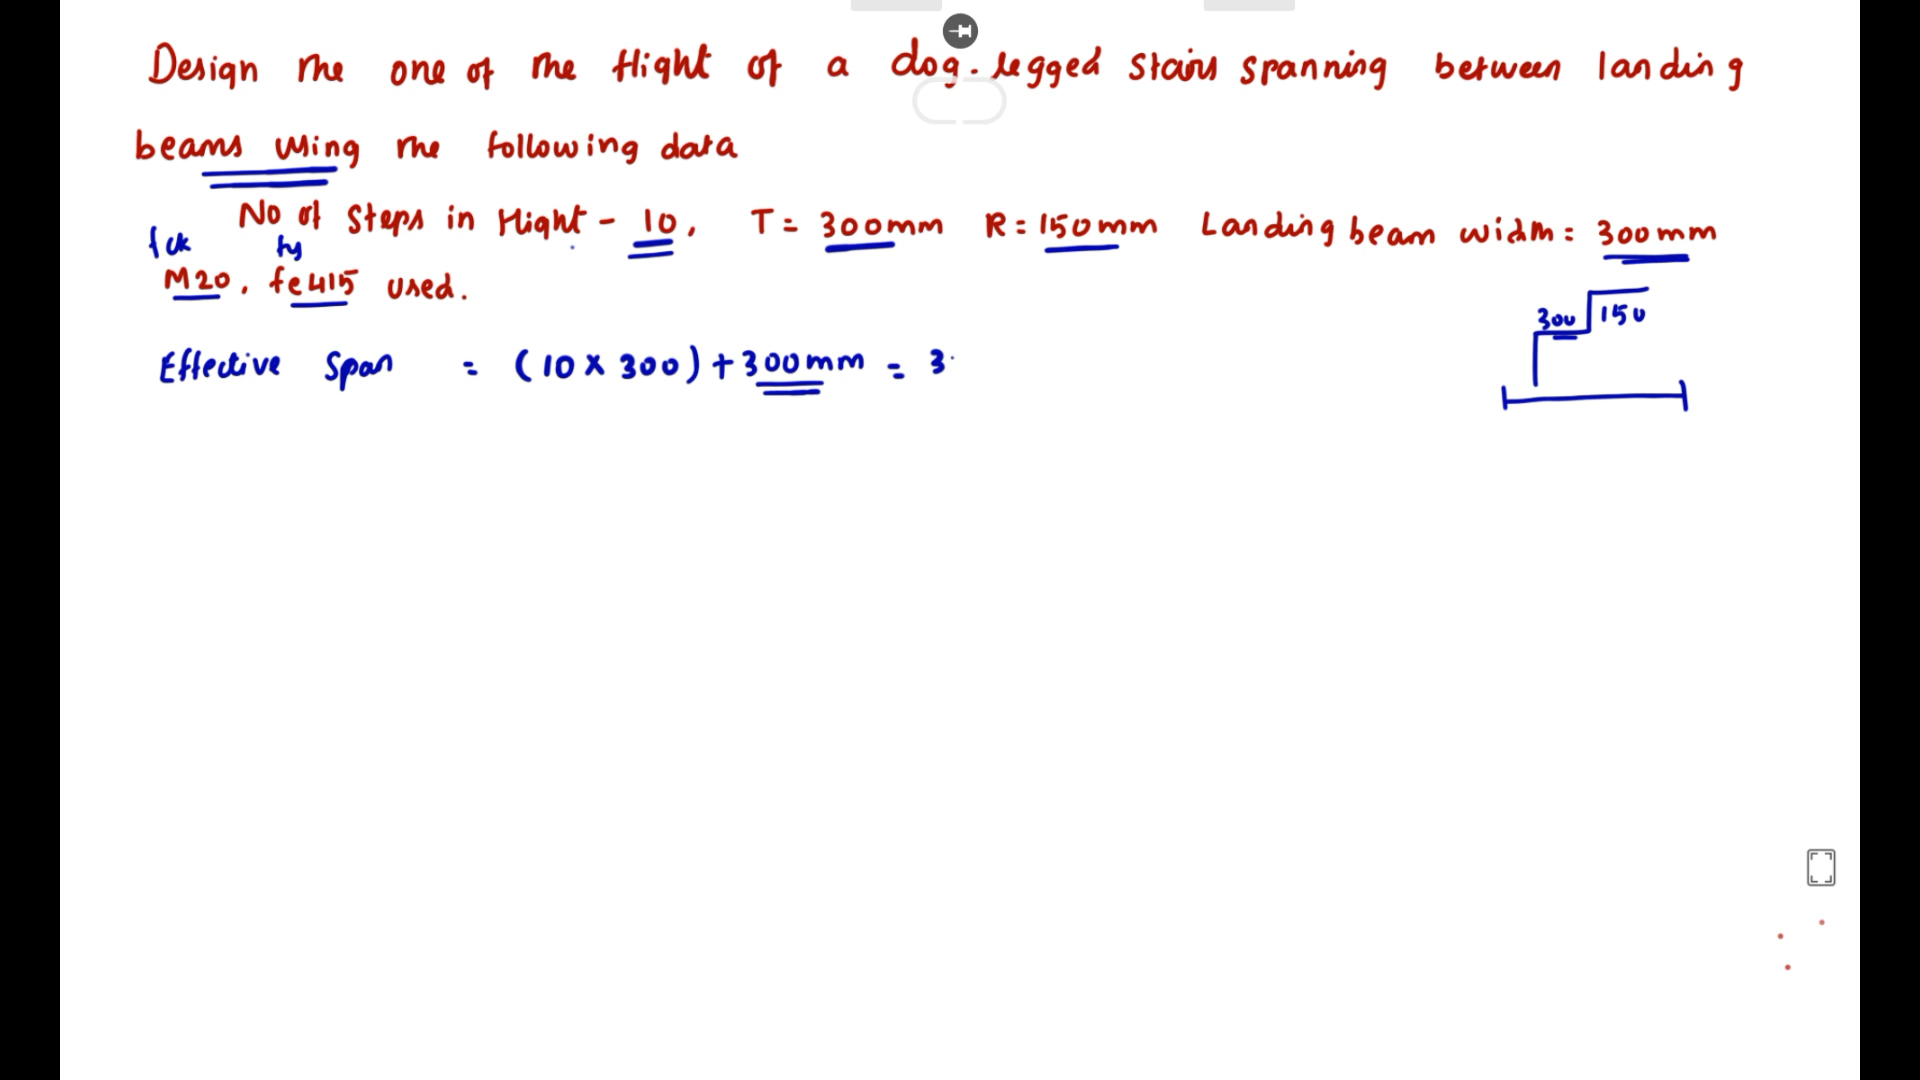 Design the one of the flight of a dog-legged stairs spanning between landing
beams using the following data
No of steps in flight - 10, T = 300mm R = 150mm Landing beam width = 300mm
fck fy
M20, fe415 used.
300 150
Effective span = (10 x 300) + 300mm = 3